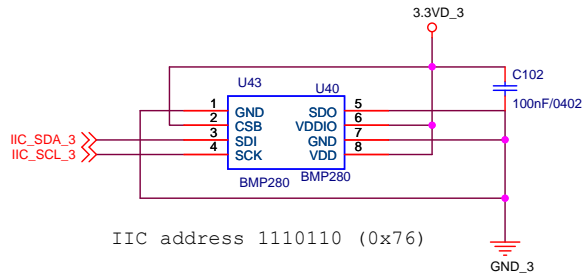 3.3VD_3
U43 U40
C102
100nF/0402
1 GND SDO 5
2 CSB VDDIO 6
IIC_SDA_3 3 SDI GND 7
IIC_SCL_3 4 SCK VDD 8
BMP280 BMP280
IIC address 1110110 (0x76)
GND_3